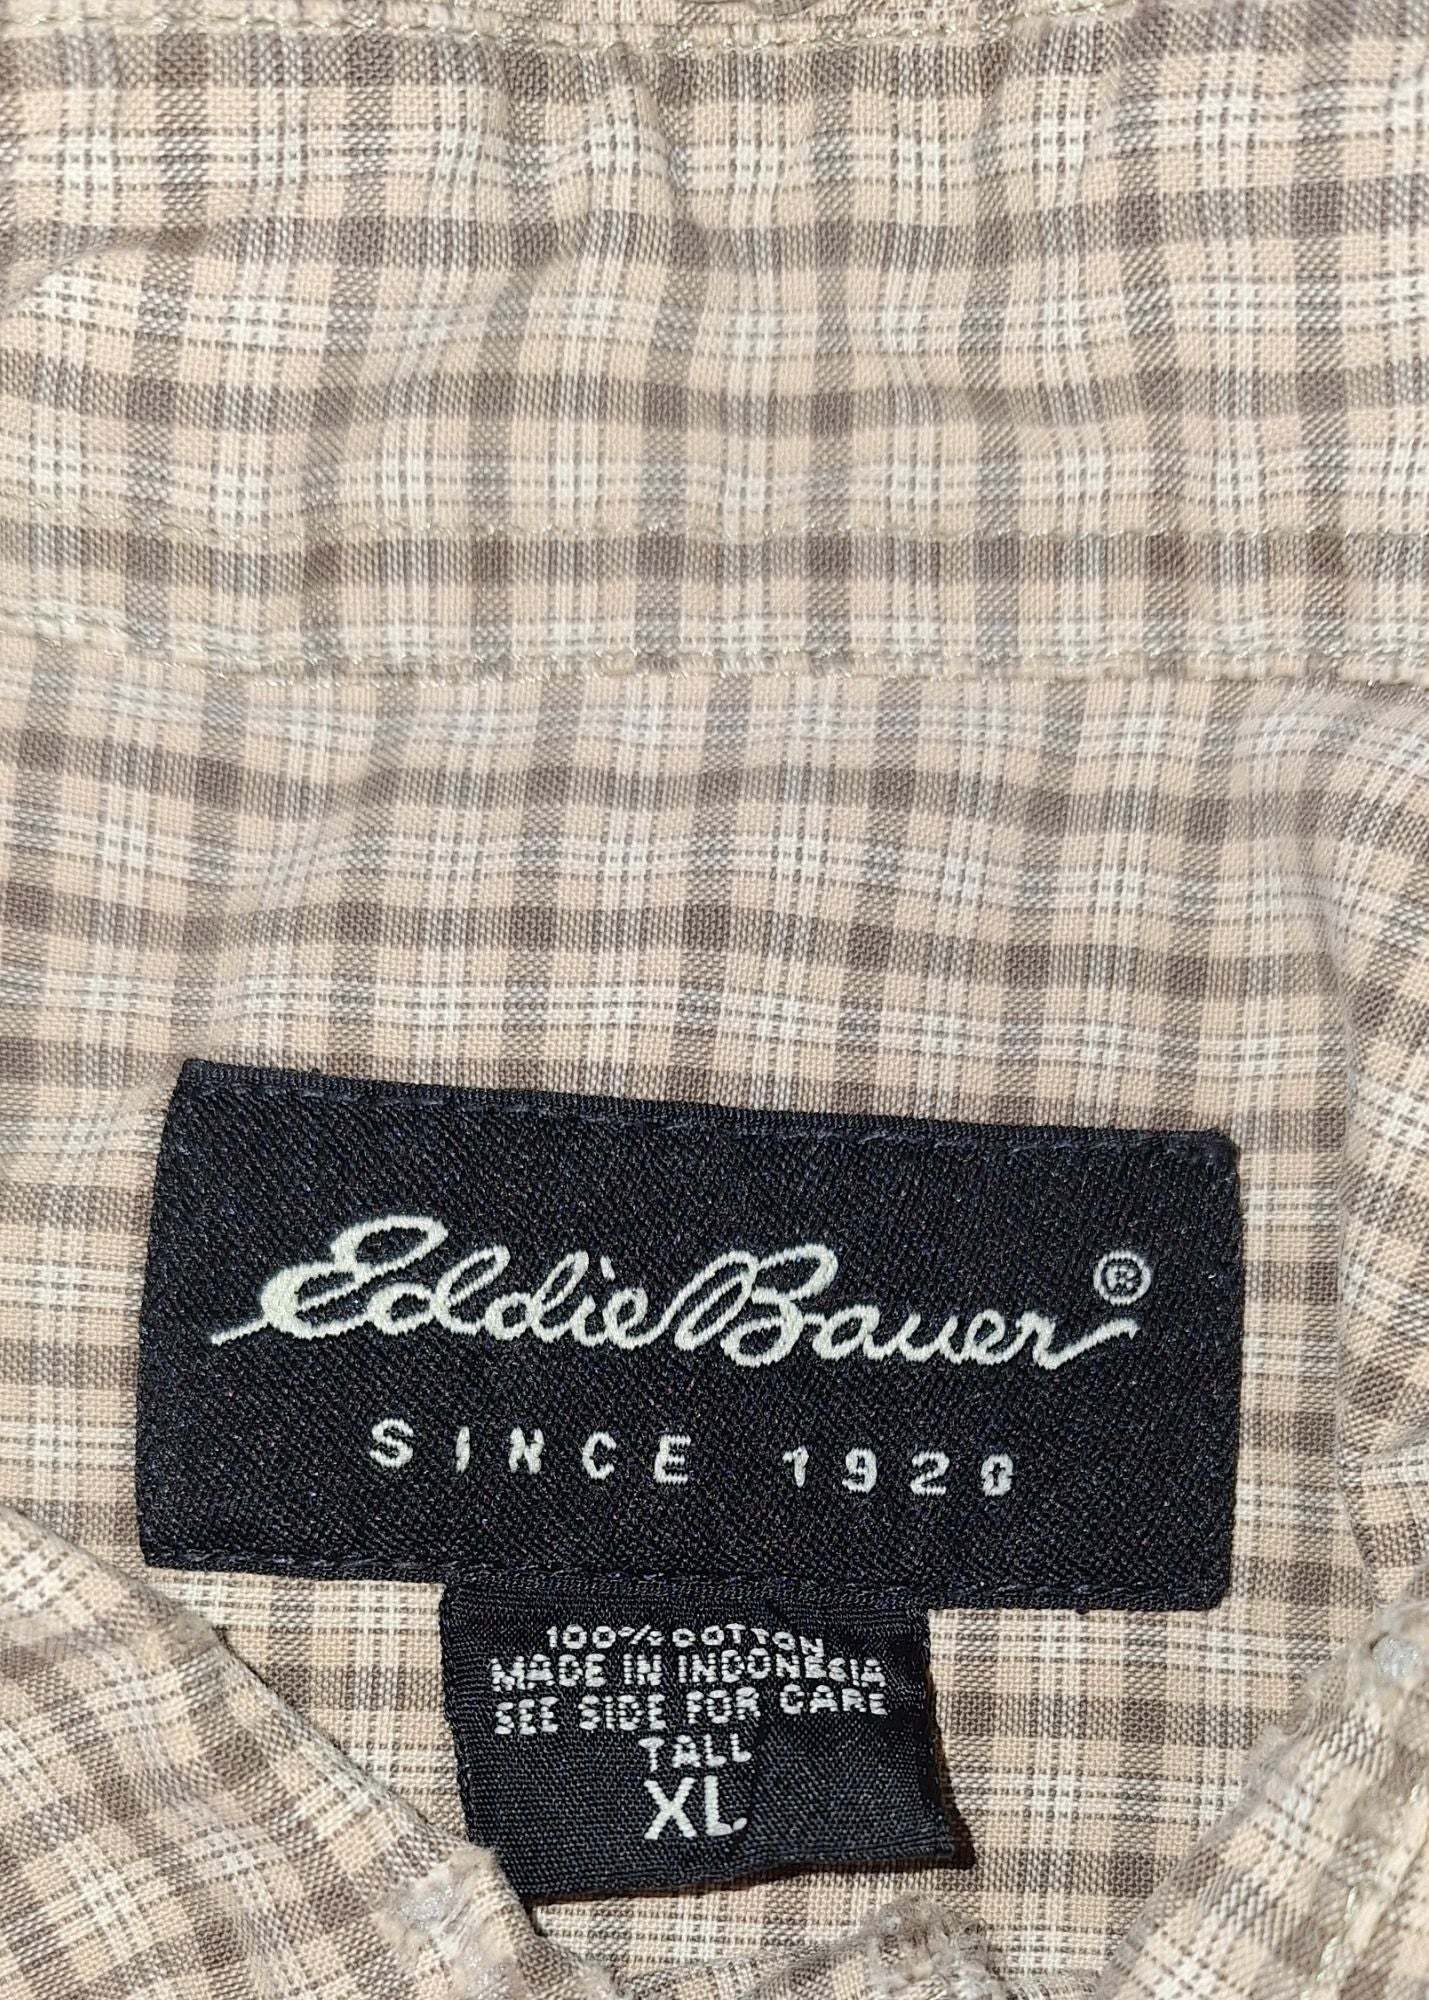 Eddie Bauer ®
SINCE 1920
100% COTTON
MADE IN INDONESIA
SEE SIDE FOR CARE
TALL
XL